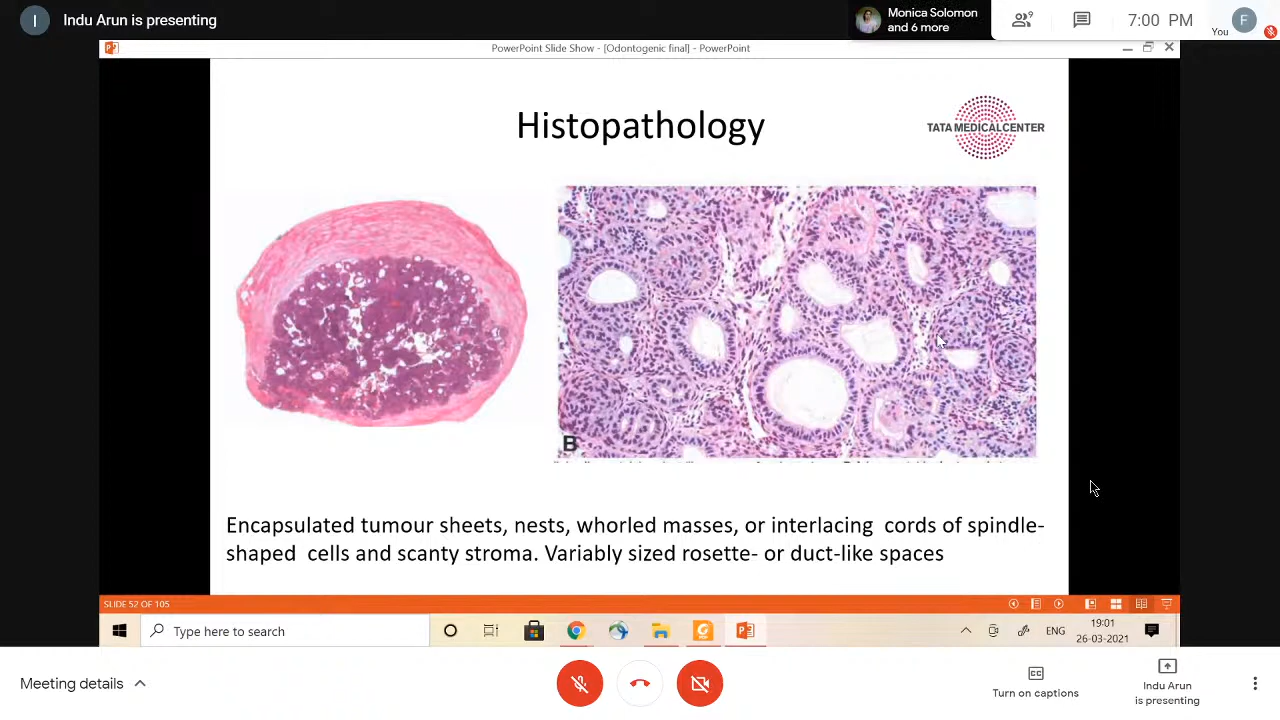 I
Indu Arun is presenting
Monica Solomon
and 6 more
9
7:00 PM
You
F
PowerPoint Slide Show - [Odontogenic final] - PowerPoint
Histopathology
TATA MEDICAL CENTER
B
Encapsulated tumour sheets, nests, whorled masses, or interlacing cords of spindle-
shaped cells and scanty stroma. Variably sized rosette- or duct-like spaces
SLIDE 52 OF 105
Type here to search
ENG
19:01
26-03-2021
Meeting details
Turn on captions
Indu Arun
is presenting